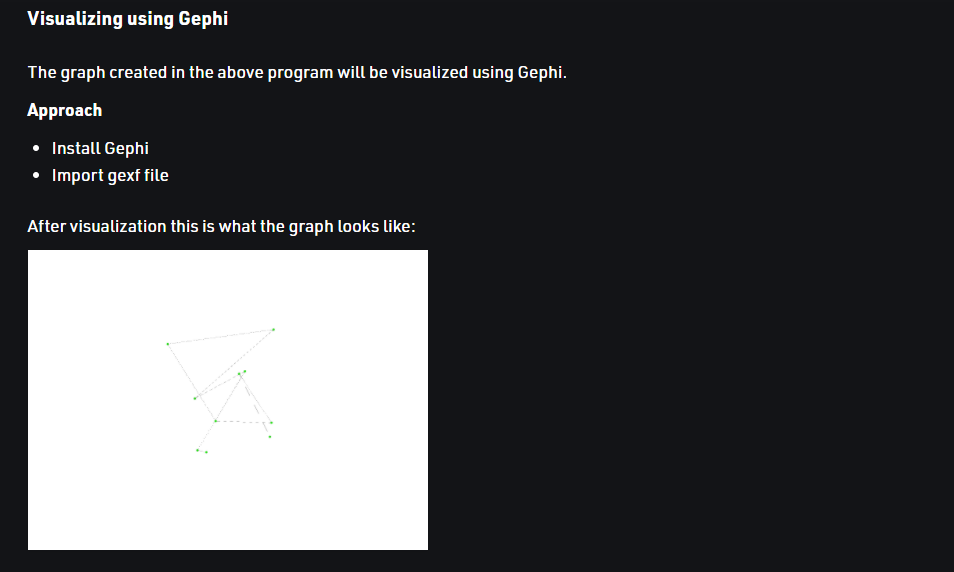 Visualizing using Gephi
The graph created in the above program will be visualized using Gephi.
Approach
Install Gephi
Import gexf file
After visualization this is what the graph looks like: